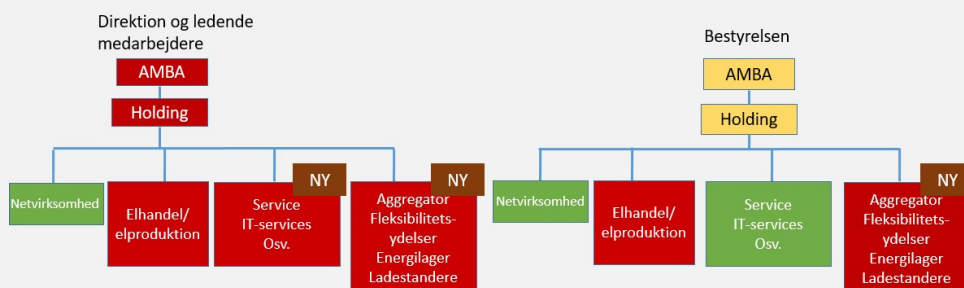 Direktion og ledende
medarbejdere
AMBA
Holding
Netvirksomhed
Elhandel/
elproduktion
NY
Service
IT-services
Osv.
NY
Aggregator
Fleksibilitets-
ydelser
Energilager
Ladestandere
Bestyrelsen
AMBA
Holding
Netvirksomhed
Elhandel/
elproduktion
Service
IT-services
Osv.
NY
Aggregator
Fleksibilitets-
ydelser
Energilager
Ladestandere